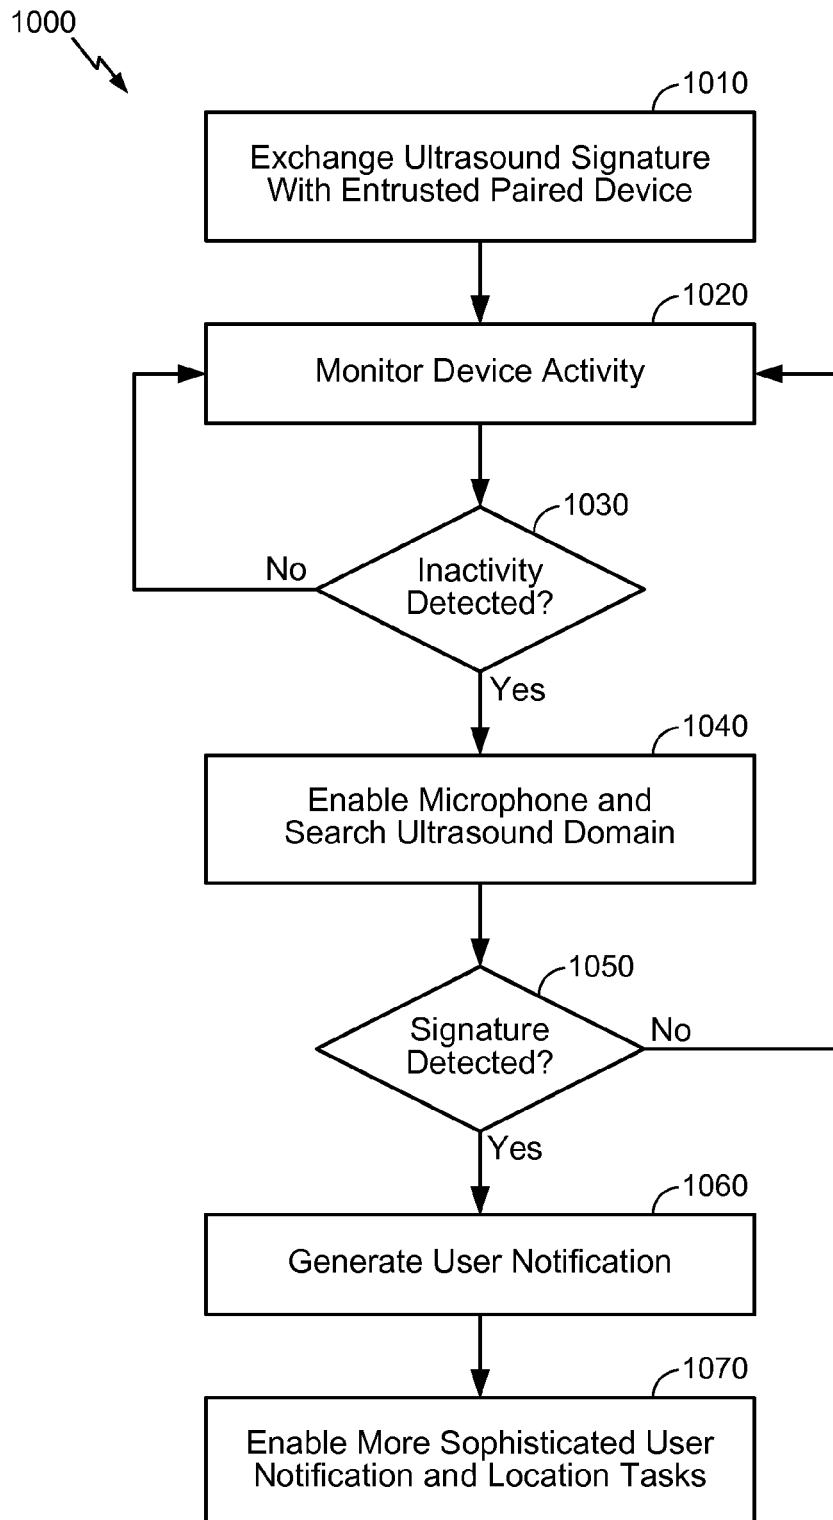 1000
1010
Exchange Ultrasound Signature
With Entrusted Paired Device
1020
Monitor Device Activity
1030
Inactivity
Detected?
No
Yes
1040
Enable Microphone and
Search Ultrasound Domain
1050
Signature
Detected?
No
Yes
1060
Generate User Notification
1070
Enable More Sophisticated User
Notification and Location Tasks